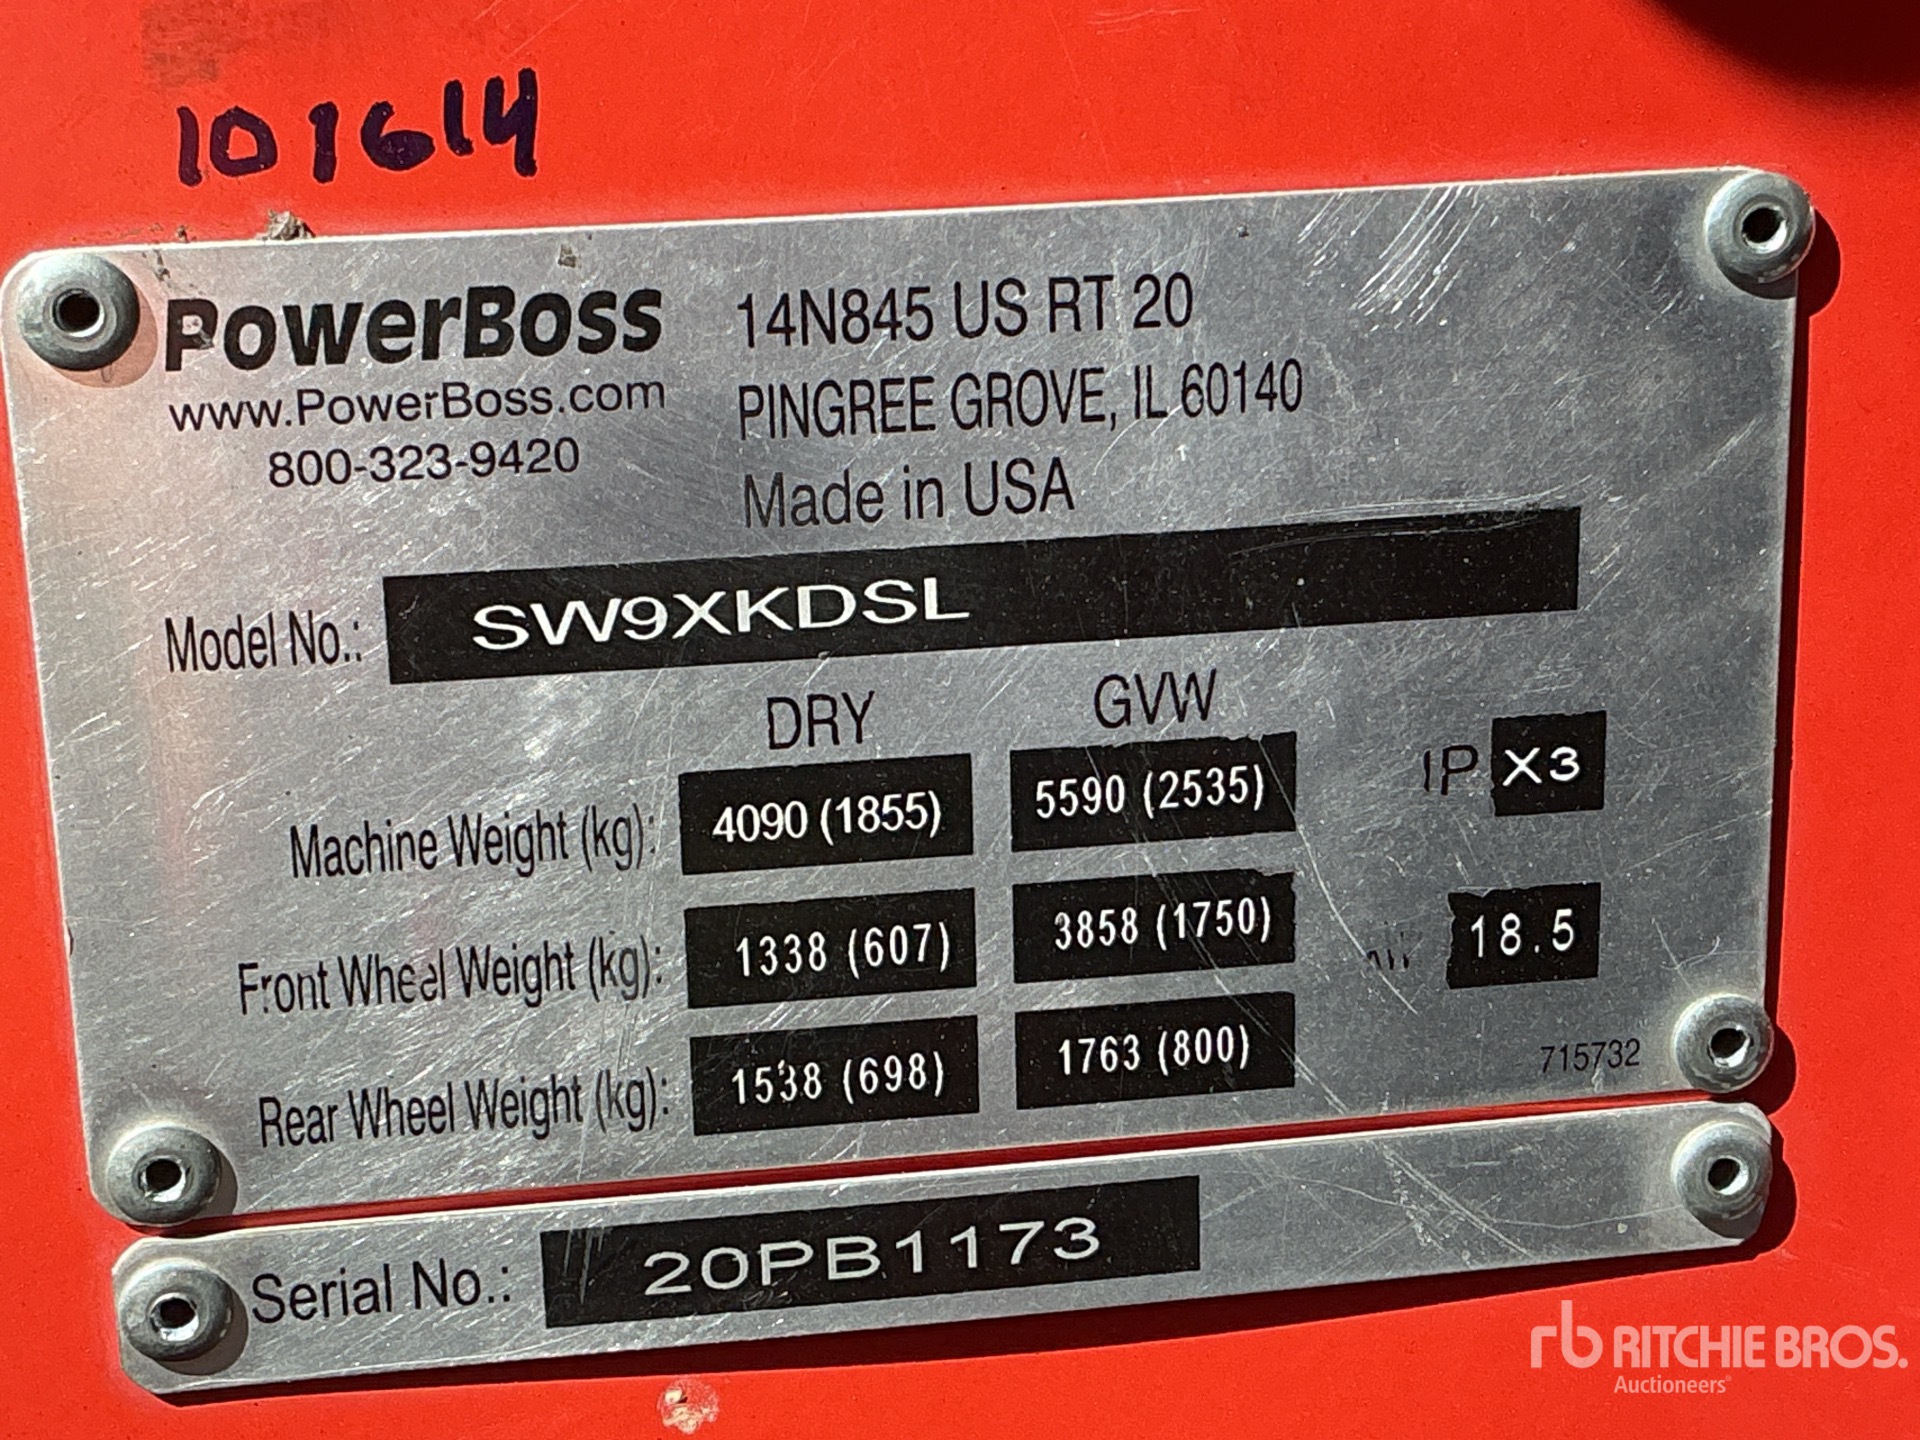 101614
PowerBoss
www.PowerBoss.com
800-323-9420
14N845 US RT 20
PINGREE GROVE, IL 60140
Made in USA
Model No.: SW9XKDSL
DRY GVW
Machine Weight (kg): 4090 (1855) 5590 (2535) IP X3
Front Wheel Weight (kg): 1338 (607) 3858 (1750) 18.5
Rear Wheel Weight (kg): 1538 (698) 1763 (800)
715732
Serial No.: 20PB1173
rb RITCHIE BROS.
Auctioneers